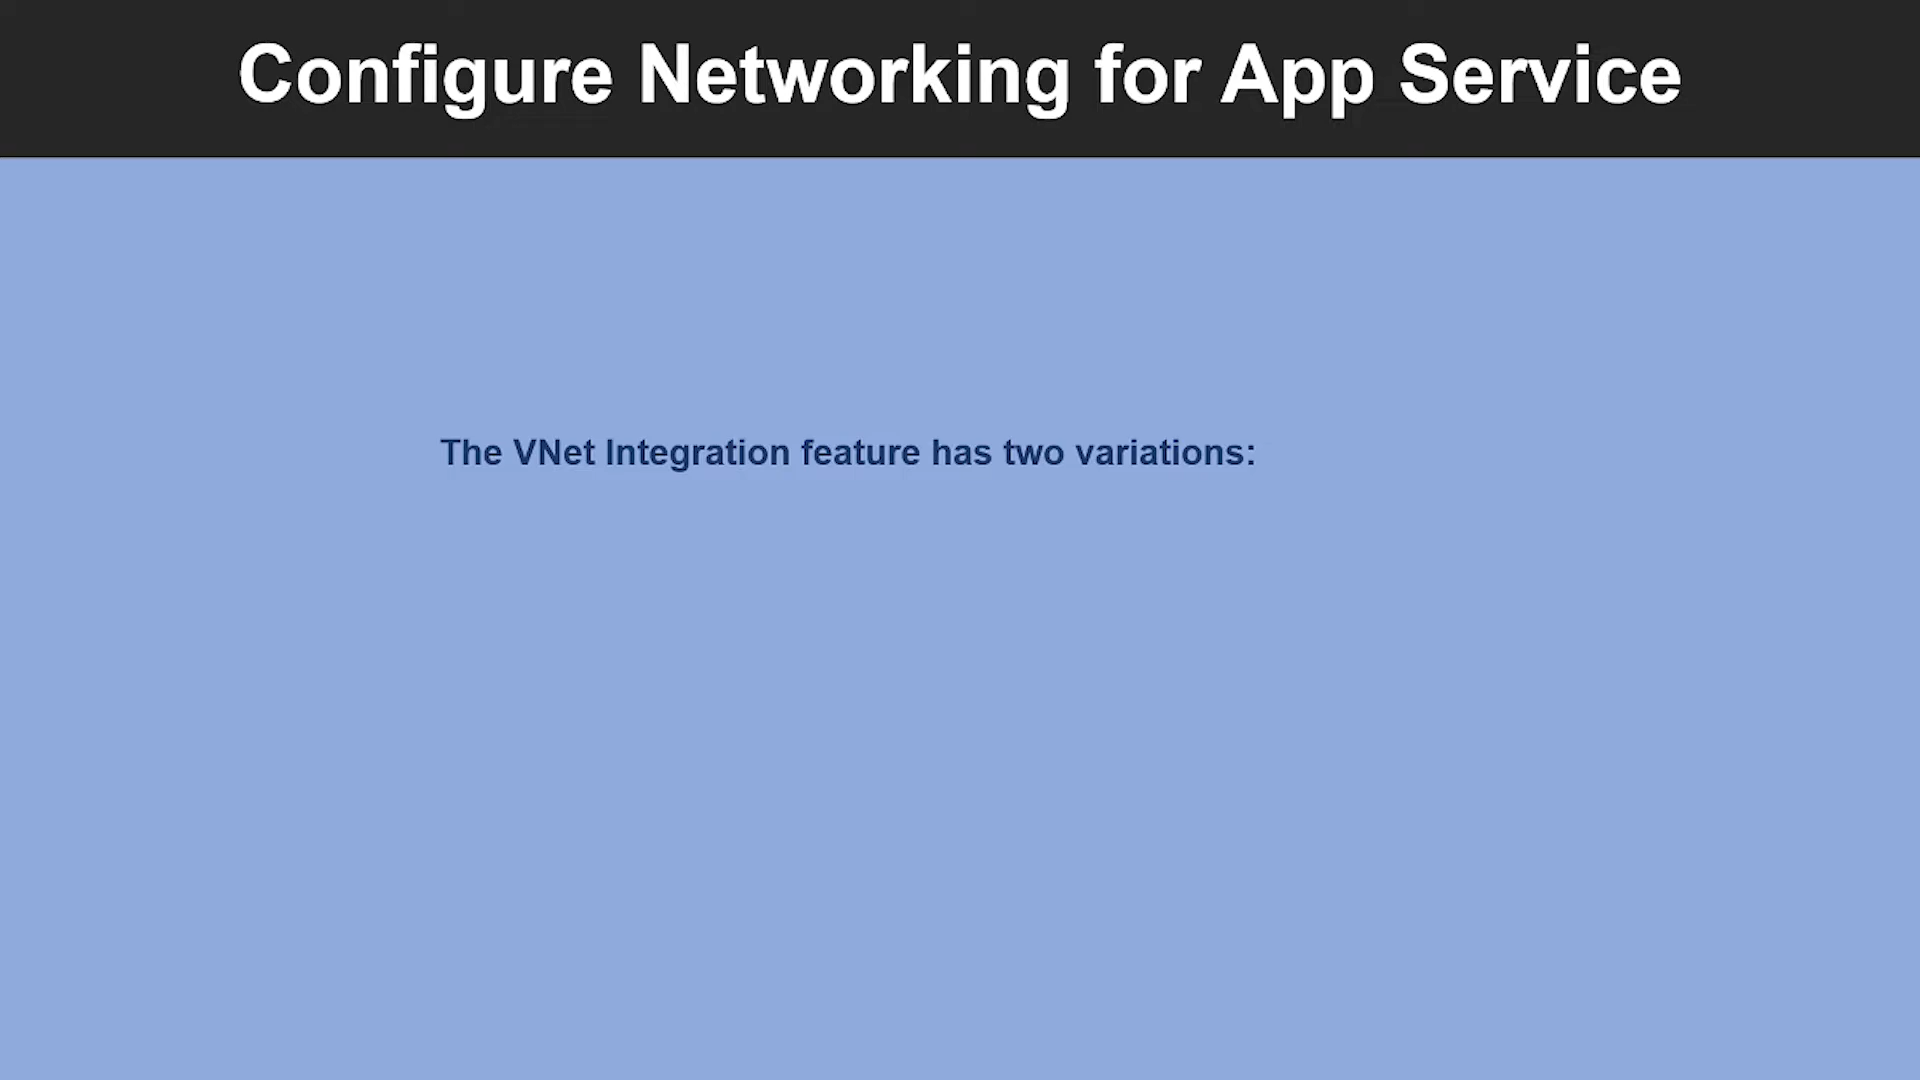 Configure Networking for App Service
The VNet Integration feature has two variations: